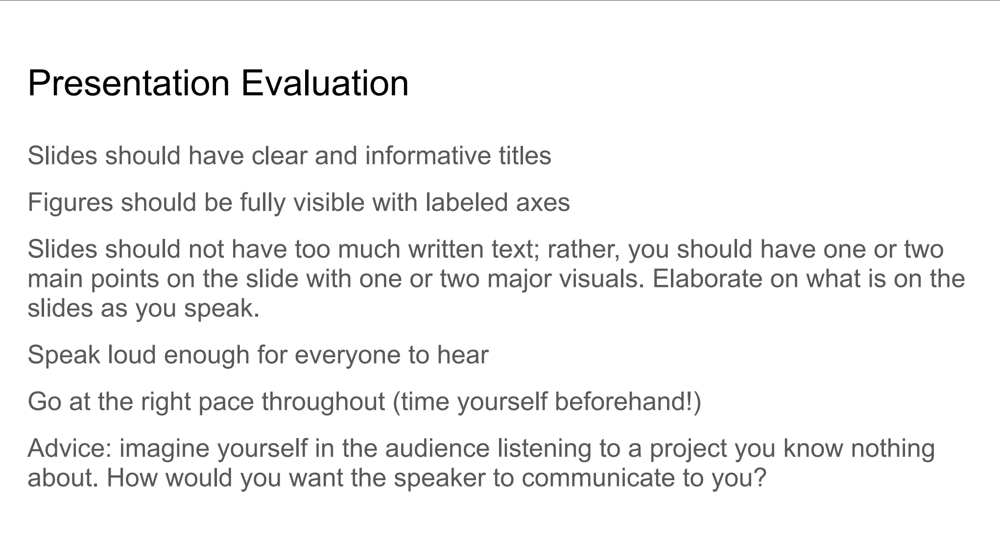 Presentation Evaluation
Slides should have clear and informative titles
Figures should be fully visible with labeled axes
Slides should not have too much written text; rather, you should have one or two
main points on the slide with one or two major visuals. Elaborate on what is on the
slides as you speak.
Speak loud enough for everyone to hear
Go at the right pace throughout (time yourself beforehand!)
Advice: imagine yourself in the audience listening to a project you know nothing
about. How would you want the speaker to communicate to you?